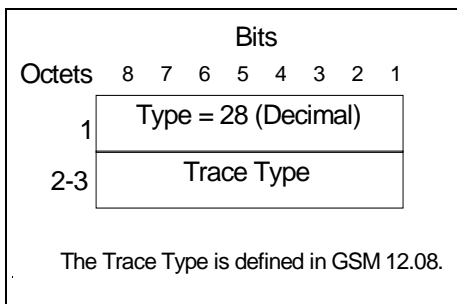 Bits
Octets 8 7 6 5 4 3 2 1
1 Type = 28 (Decimal)
2-3 Trace Type
The Trace Type is defined in GSM 12.08.
.